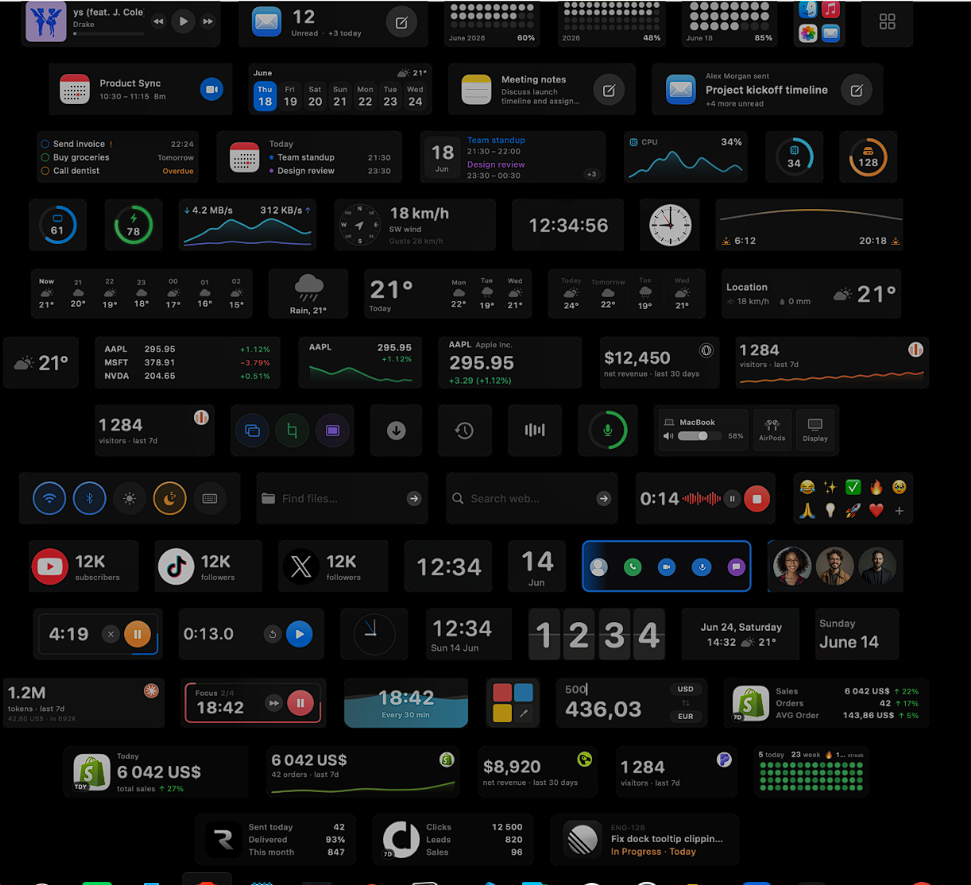 ys (feat. J. Cole
Drake
12
Unread · +3 today
June 2026 60%
2026 48%
June 18 85%
Product Sync
10:30 – 11:15 8m
June 21°
Thu Fri Sat Sun Mon Tue Wed
18 19 20 21 22 23 24
Meeting notes
Discuss launch
timeline and assign...
Alex Morgan sent
Project kickoff timeline
+4 more unread
Send invoice ! 22:24
Buy groceries Tomorrow
Call dentist Overdue
Today
Team standup 21:30
Design review 23:30
18
Jun
Team standup
21:30 – 22:00
Design review
23:30 – 00:30
+3
CPU 34%
34
128
61
78
↓ 4.2 MB/s 312 KB/s ↑
N
E
S
W
18 km/h
SW wind
Gusts 28 km/h
12:34:56
6:12 20:18
Now 21 22 23 00 01 02
21° 20° 19° 18° 17° 16° 15°
Rain, 21°
21°
Today
Mon Tue Wed
22° 19° 21°
Today Tomorrow Tue Wed
24° 22° 19° 21°
Location
18 km/h 0 mm
21°
21°
AAPL 295.95 +1.12%
MSFT 378.91 -3.79%
NVDA 204.65 +0.51%
AAPL 295.95
+1.12%
AAPL Apple Inc.
295.95
+3.29 (+1.12%)
$12,450
net revenue · last 30 days
1 284
visitors · last 7d
1 284
visitors · last 7d
MacBook
58%
AirPods
Display
Find files...
Search web...
0:14
12K
subscribers
12K
followers
12K
followers
12:34
14
Jun
4:19
0:13.0
12:34
Sun 14 Jun
1 2 3 4
Jun 24, Saturday
14:32 21°
Sunday
June 14
1.2M
tokens · last 7d
Focus 2/4
18:42
18:42
Every 30 min
500
436,03
USD
EUR
7D
Sales 6 042 US$ ↑ 22%
Orders 42 ↑ 17%
AVG Order 143,86 US$ ↑ 5%
TDY
Today
6 042 US$
total sales ↑ 27%
6 042 US$
42 orders · last 7d
$8,920
net revenue · last 30 days
1 284
visitors · last 7d
5 today 23 week
Sent today 42
Delivered 93%
This month 847
7D
Clicks 12 500
Leads 820
Sales 96
ENG-128
Fix dock tooltip clippin...
In Progress · Today